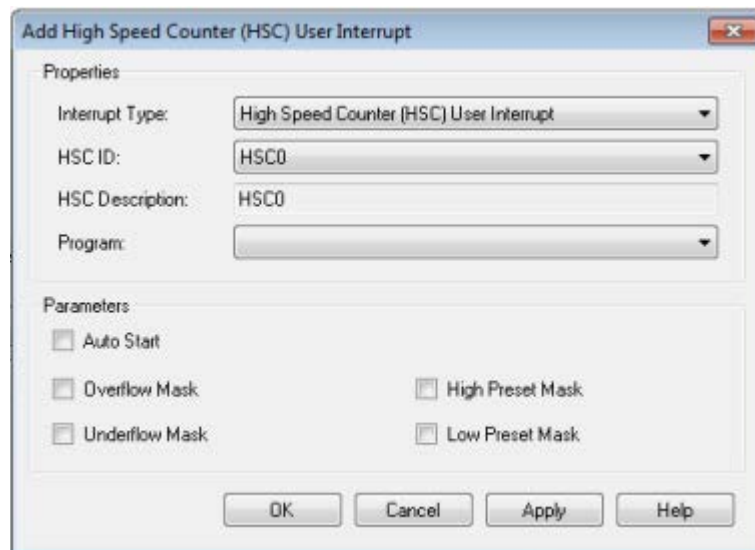 Add High Speed Counter (HSC) User Interrupt
Properties
Interrupt Type: High Speed Counter (HSC) User Interrupt
HSC ID: HSC0
HSC Description: HSC0
Program:
Parameters
Auto Start
Overflow Mask High Preset Mask
Underflow Mask Low Preset Mask
OK Cancel Apply Help